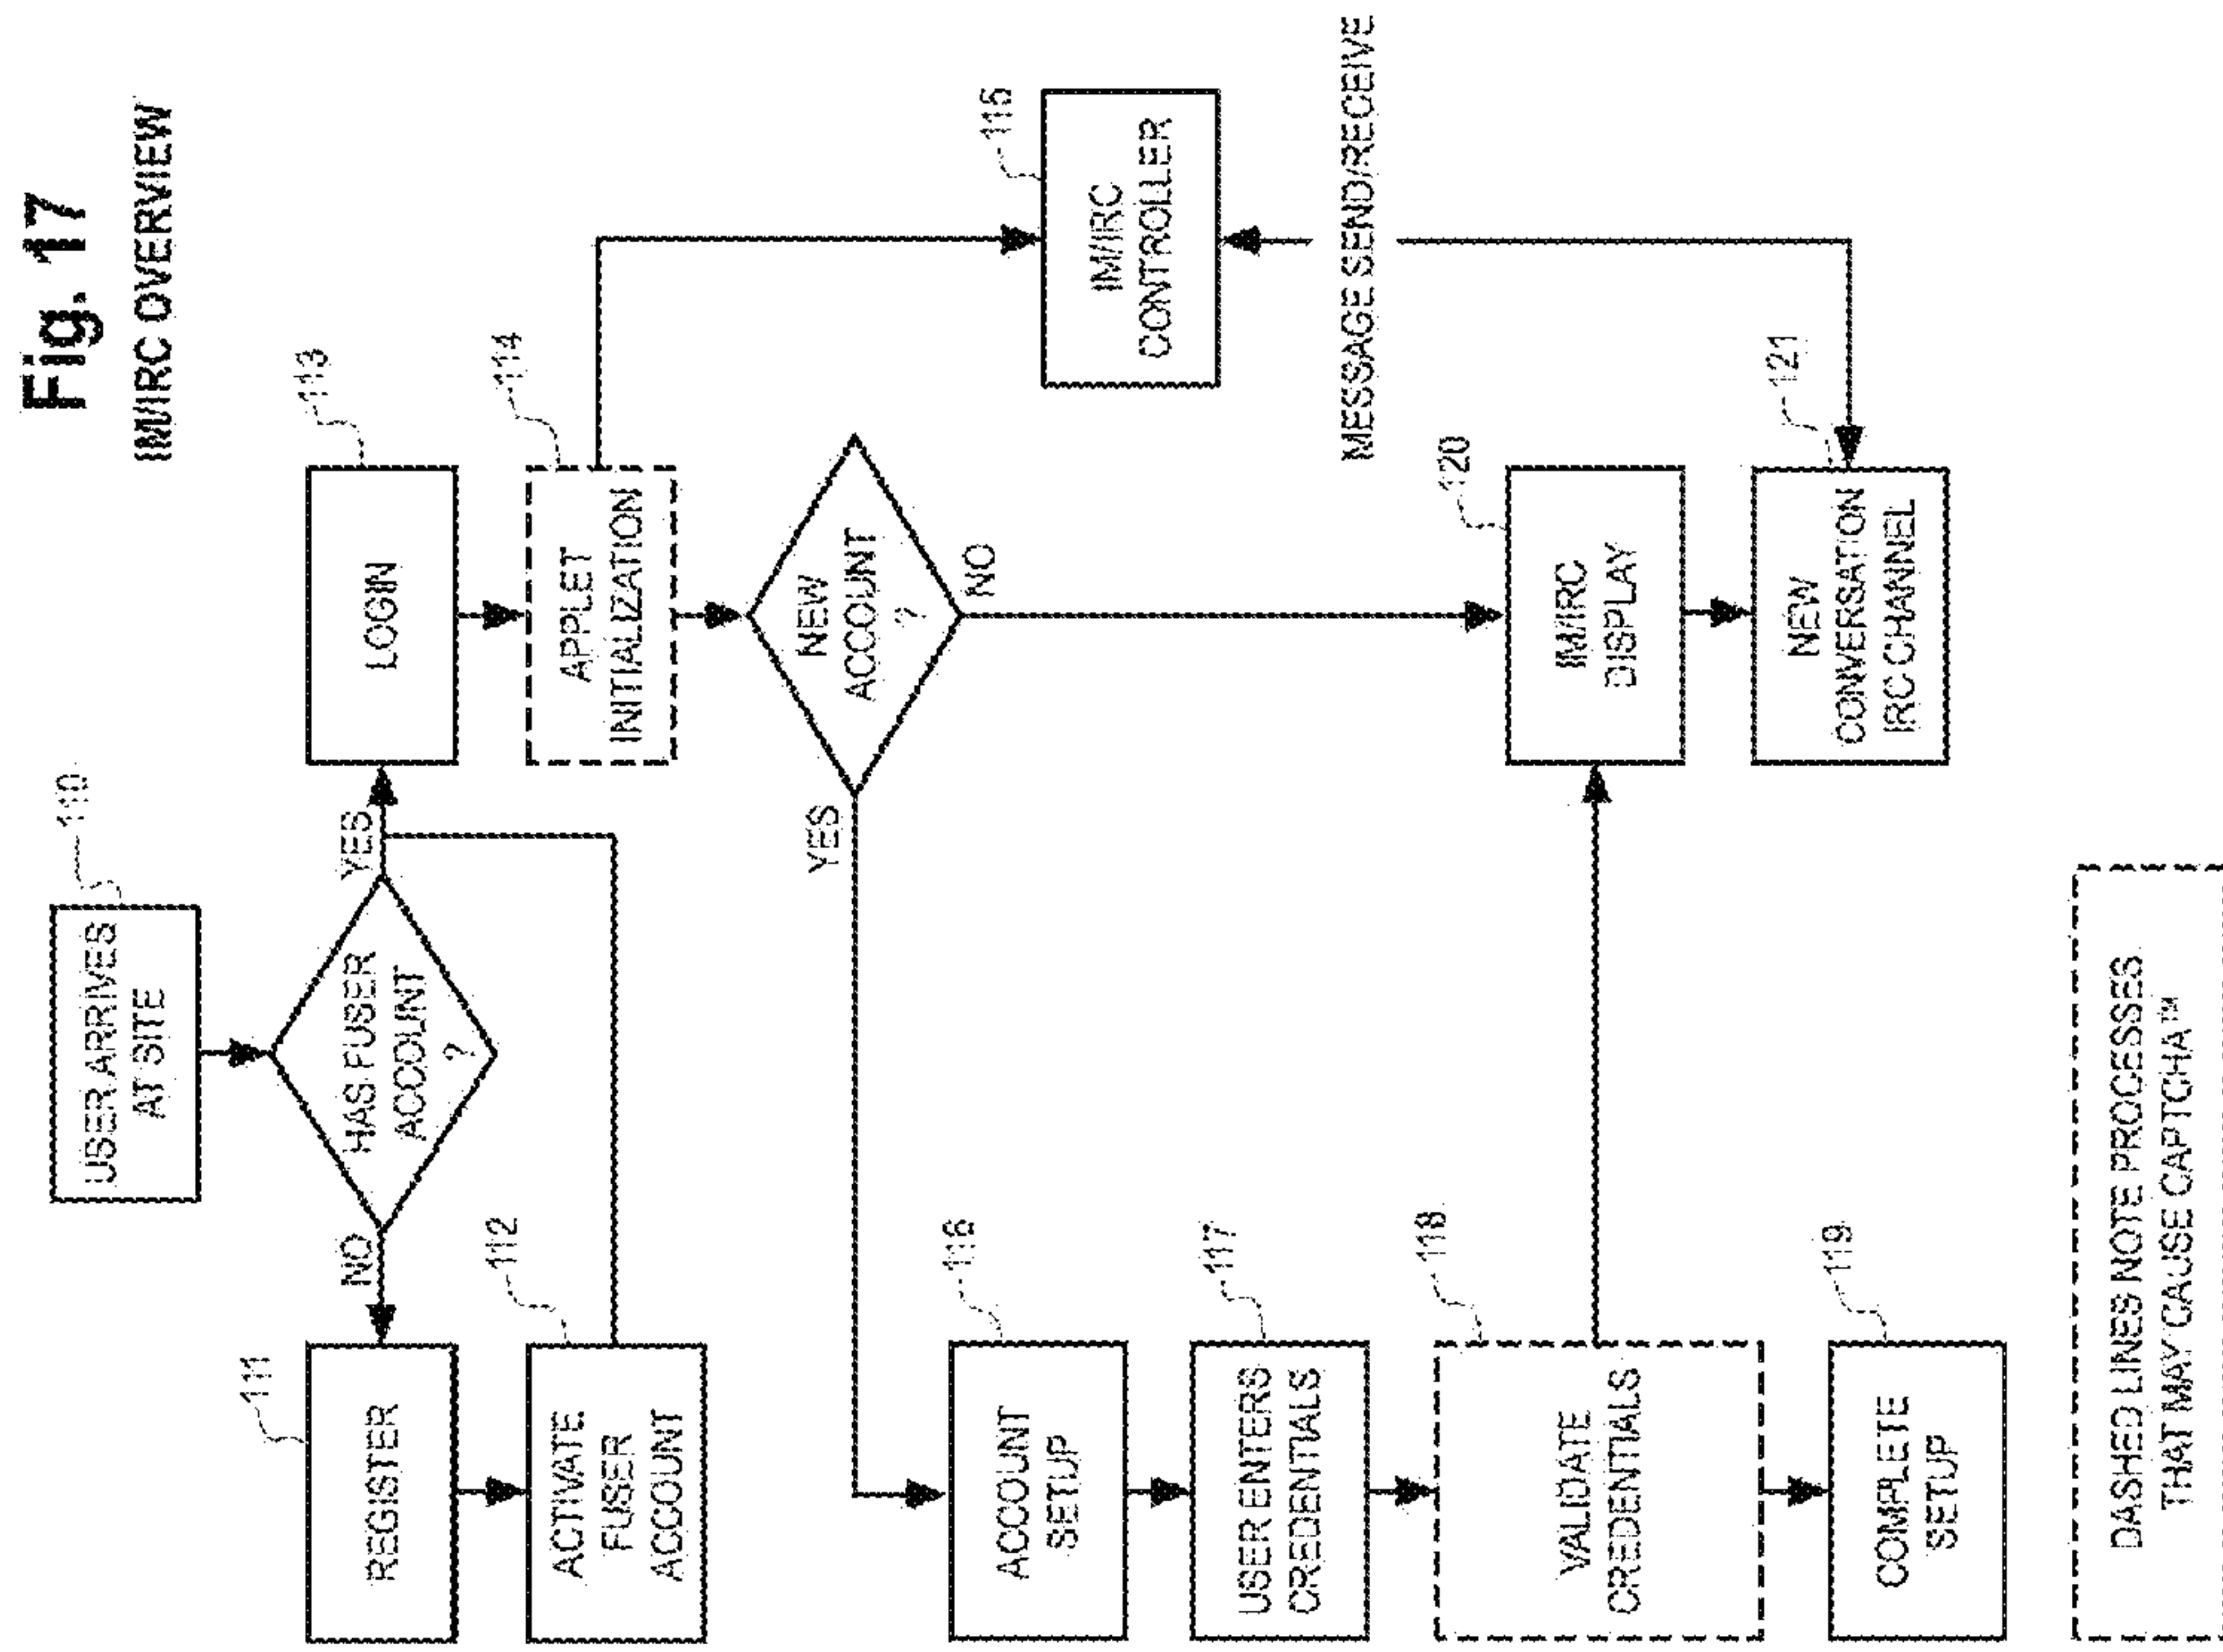 Fig. 17
IM/IRC OVERVIEW
110
USER ARRIVES
AT SITE
HAS FUSER
ACCOUNT
?
NO
YES
111
REGISTER
112
ACTIVATE
FUSER
ACCOUNT
113
LOGIN
114
APPLET
INITIALIZATION
NEW
ACCOUNT
?
YES
NO
115
IM/IRC
CONTROLLER
MESSAGE SEND/RECEIVE
116
ACCOUNT
SETUP
117
USER ENTERS
CREDENTIALS
118
VALIDATE
CREDENTIALS
119
COMPLETE
SETUP
120
IM/IRC
DISPLAY
121
NEW
CONVERSATION
IRC CHANNEL
DASHED LINES NOTE PROCESSES
THAT MAY CAUSE CAPTCHA™